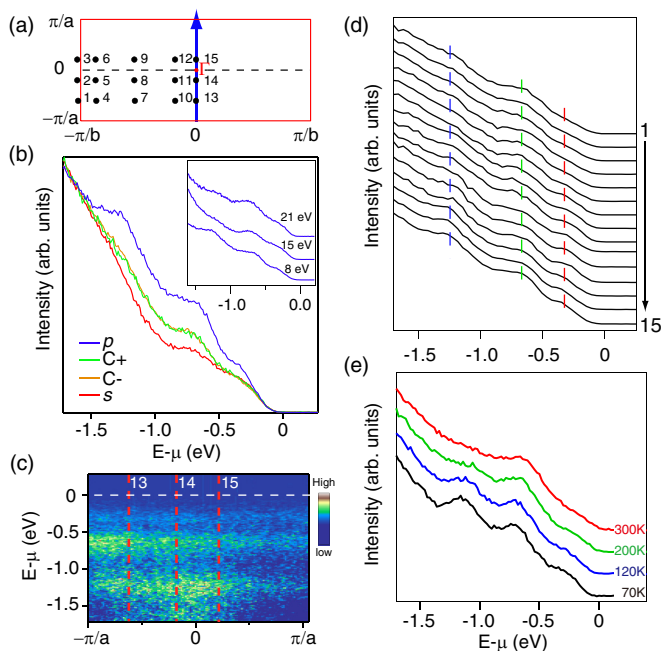 (a)
π/a
0
−π/a
3 6 9 12 15
Γ
2 5 8 11 14
1 4 7 10 13
−π/b 0 π/b
(b)
Intensity (arb. units)
21 eV
15 eV
8 eV
-1.0 0.0
p
C+
C-
s
-1.5 -1.0 -0.5 0
E-μ (eV)
(c)
13 14 15
High
low
E-μ (eV)
0
-0.5
-1.0
-1.5
−π/a 0 π/a
(d)
Intensity (arb. units)
1
15
-1.5 -1.0 -0.5 0
(e)
Intensity (arb. units)
300K
200K
120K
70K
-1.5 -1.0 -0.5 0
E-μ (eV)